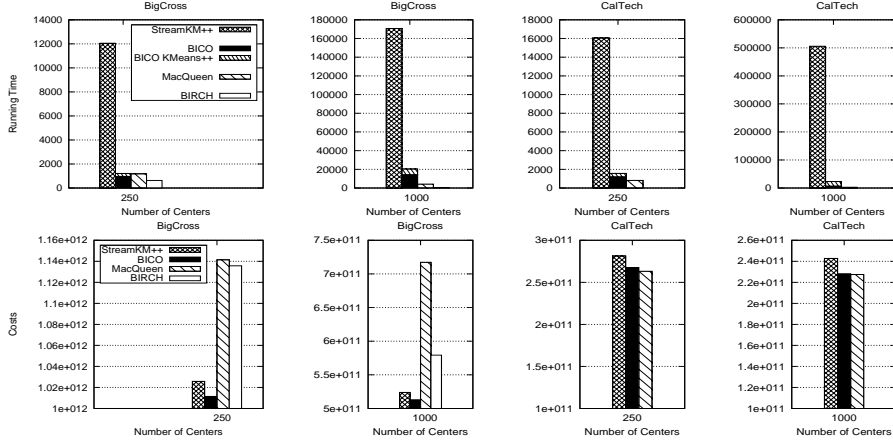 BigCross
Running Time
14000
12000
10000
8000
6000
4000
2000
0
StreamKM++
BICO
BICO KMeans++
MacQueen
BIRCH
250
Number of Centers
BigCross
180000
160000
140000
120000
100000
80000
60000
40000
20000
0
1000
Number of Centers
CalTech
18000
16000
14000
12000
10000
8000
6000
4000
2000
0
250
Number of Centers
CalTech
600000
500000
400000
300000
200000
100000
0
1000
Number of Centers
BigCross
Costs
1.16e+012
1.14e+012
1.12e+012
1.1e+012
1.08e+012
1.06e+012
1.04e+012
1.02e+012
1e+012
StreamKM++
BICO
MacQueen
BIRCH
250
Number of Centers
BigCross
7.5e+011
7e+011
6.5e+011
6e+011
5.5e+011
5e+011
1000
Number of Centers
CalTech
3e+011
2.5e+011
2e+011
1.5e+011
1e+011
250
Number of Centers
CalTech
2.6e+011
2.4e+011
2.2e+011
2e+011
1.8e+011
1.6e+011
1.4e+011
1.2e+011
1e+011
1000
Number of Centers